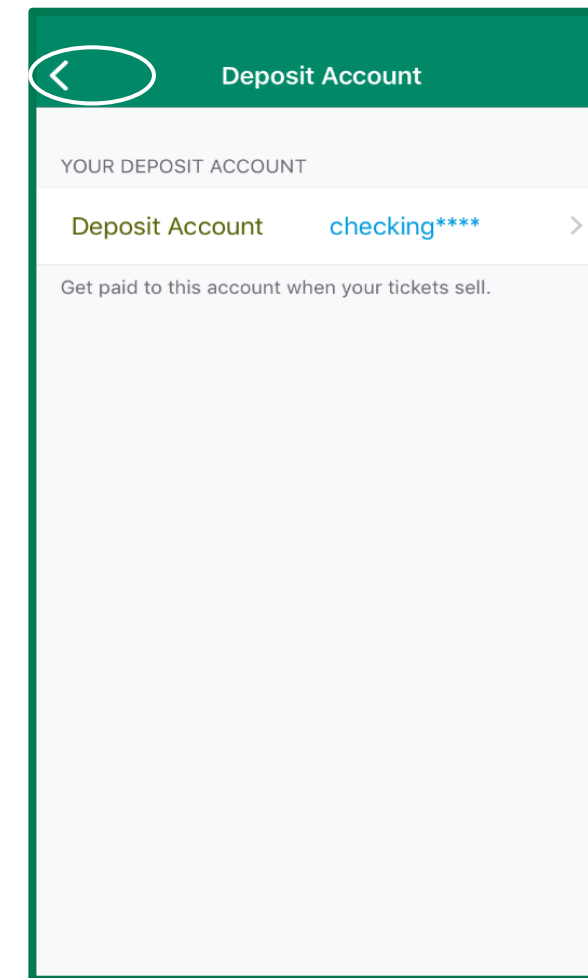 Deposit Account
YOUR DEPOSIT ACCOUNT
Deposit Account checking****
Get paid to this account when your tickets sell.